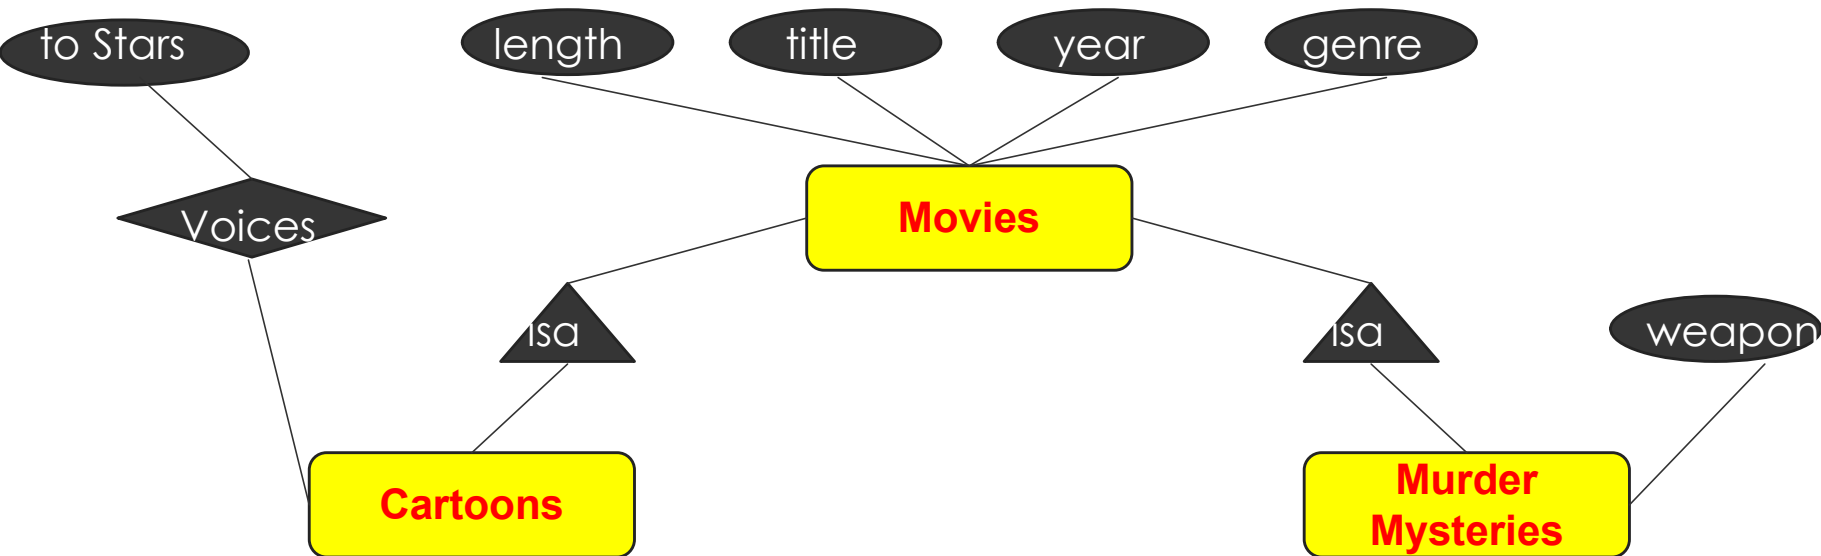 to Stars
length
title
year
genre
Voices
Movies
isa
isa
weapon
Cartoons
Murder
Mysteries